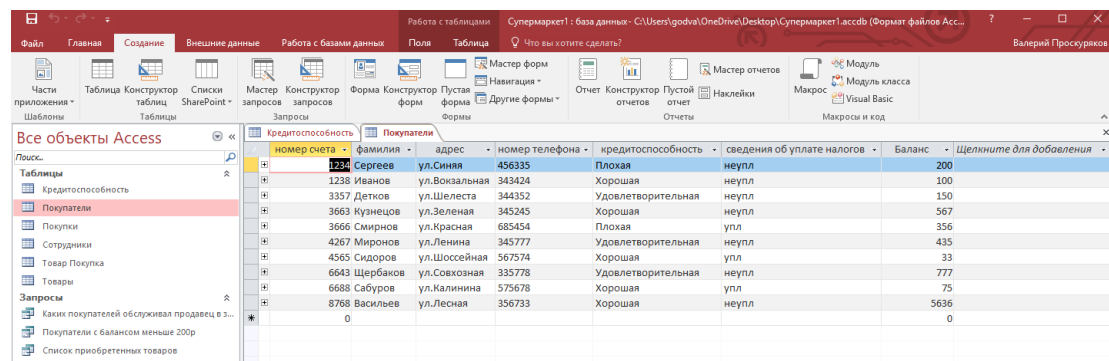 Работа с таблицами
Супермаркет1 : база данных- C:\Users\godva\OneDrive\Desktop\Супермаркет1.accdb (Формат файлов Acc...
?
Файл Главная Создание Внешние данные Работа с базами данных Поля Таблица Что вы хотите сделать? Валерий Проскуряков
Части приложения
Таблица
Конструктор таблиц
Списки SharePoint
Мастер запросов
Конструктор запросов
Форма
Конструктор форм
Пустая форма
Мастер форм
Навигация
Другие формы
Отчет
Конструктор отчетов
Пустой отчет
Мастер отчетов
Наклейки
Макрос
Модуль
Модуль класса
Visual Basic
Шаблоны Таблицы Запросы Формы Отчеты Макросы и код
Все объекты Access
Поиск...
Таблицы
Кредитоспособность
Покупатели
Покупки
Сотрудники
Товар Покупка
Товары
Запросы
Каких покупателей обслуживал продавец в з...
Покупатели с балансом меньше 200р
Список приобретенных товаров
Кредитоспособность Покупатели
номер счета фамилия адрес номер телефона кредитоспособность сведения об уплате налогов Баланс Щелкните для добавления
1234 Сергеев ул.Синяя 456335 Плохая неупл 200
1238 Иванов ул.Вокзальная 343424 Хорошая неупл 100
3357 Детков ул.Шелеста 344352 Удовлетворительная неупл 150
3663 Кузнецов ул.Зеленая 345245 Хорошая неупл 567
3666 Смирнов ул.Красная 685454 Плохая упл 356
4267 Миронов ул.Ленина 345777 Удовлетворительная неупл 435
4565 Сидоров ул.Шоссейная 567574 Хорошая упл 33
6643 Щербаков ул.Совхозная 335778 Удовлетворительная неупл 777
6688 Сабуров ул.Калинина 575678 Хорошая упл 75
8768 Васильев ул.Лесная 356733 Хорошая неупл 5636
0 0